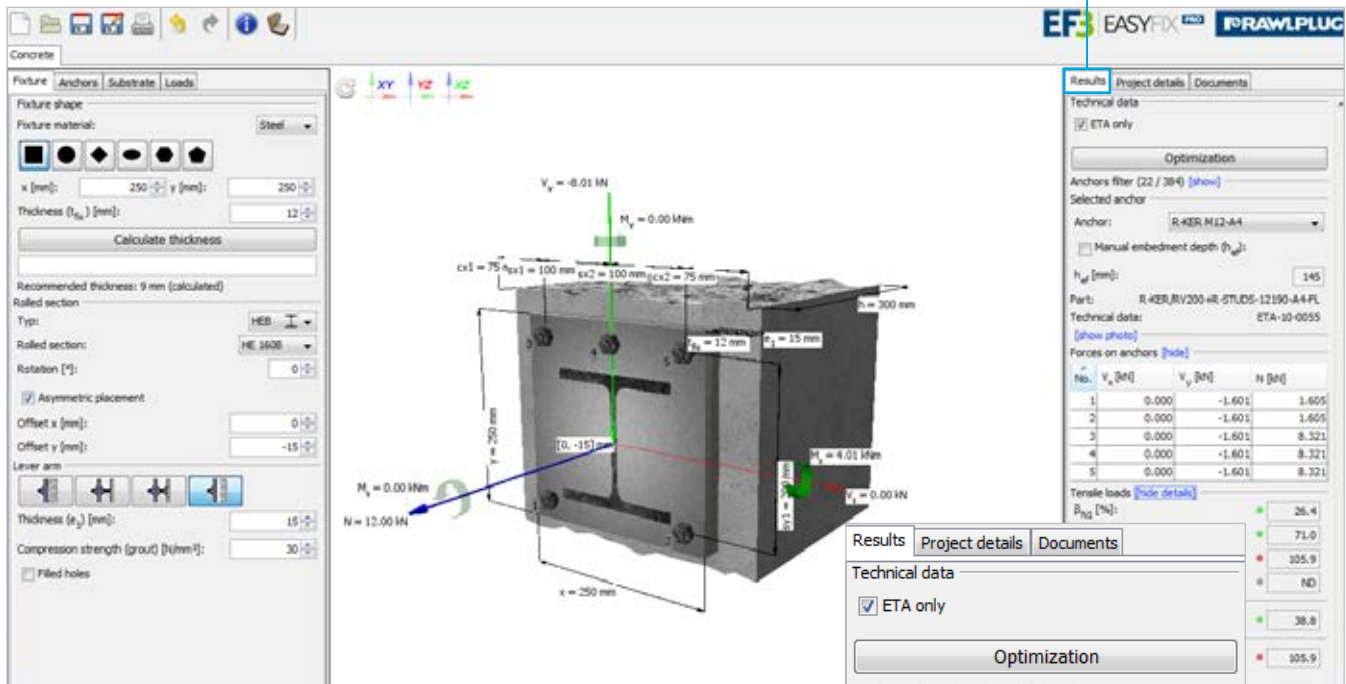 EF3 EASYFIX PRO RAWLPLUG
Concrete
Fixture Anchors Substrate Loads
Fixture shape
Fixture material: Steel
x [mm]: 250 y [mm]: 250
Thickness (tfix) [mm]: 12
Calculate thickness
Recommended thickness: 9 mm (calculated)
Rolled section
Typ: HEB
Rolled section: HE 160B
Rotation [°]: 0
Asymmetric placement
Offset x [mm]: 0
Offset y [mm]: -15
Lever arm
Thickness (e1) [mm]: 15
Compression strength (grout) [N/mm²]: 30
Filled holes
XY YZ XZ
Vy = -8.01 kN
My = 0.00 kNm
cx1 = 75 sx1 = 100 mm sx2 = 100 mm cx2 = 75 mm
h = 300 mm
3 4 5
tfix = 12 mm e1 = 15 mm
y = 250 mm
[0, -15] mm
Mx = 4.01 kNm
Vx = 0.00 kN
N = 12.00 kN
= 0.00 kNm
sy1 = 200 mm
1 2
x = 250 mm
Results Project details Documents
Technical data
ETA only
Optimization
Anchors filter (22 / 384) [show]
Selected anchor
Anchor: R-KER M12-A4
Manual embedment depth (hef):
hef [mm]: 145
Part: R-KER/RV200+R-STUDS-12190-A4-FL
Technical data: ETA-10-0055
[show photo]
Forces on anchors [hide]
No. Vx [kN] Vy [kN] N [kN]
1 0.000 -1.601 1.605
2 0.000 -1.601 1.605
3 0.000 -1.601 8.321
4 0.000 -1.601 8.321
5 0.000 -1.601 8.321
Tensile loads [hide details]
βN1 [%]: 26.4
71.0
105.9
ND
38.8
105.9
Results Project details Documents
Technical data
ETA only
Optimization